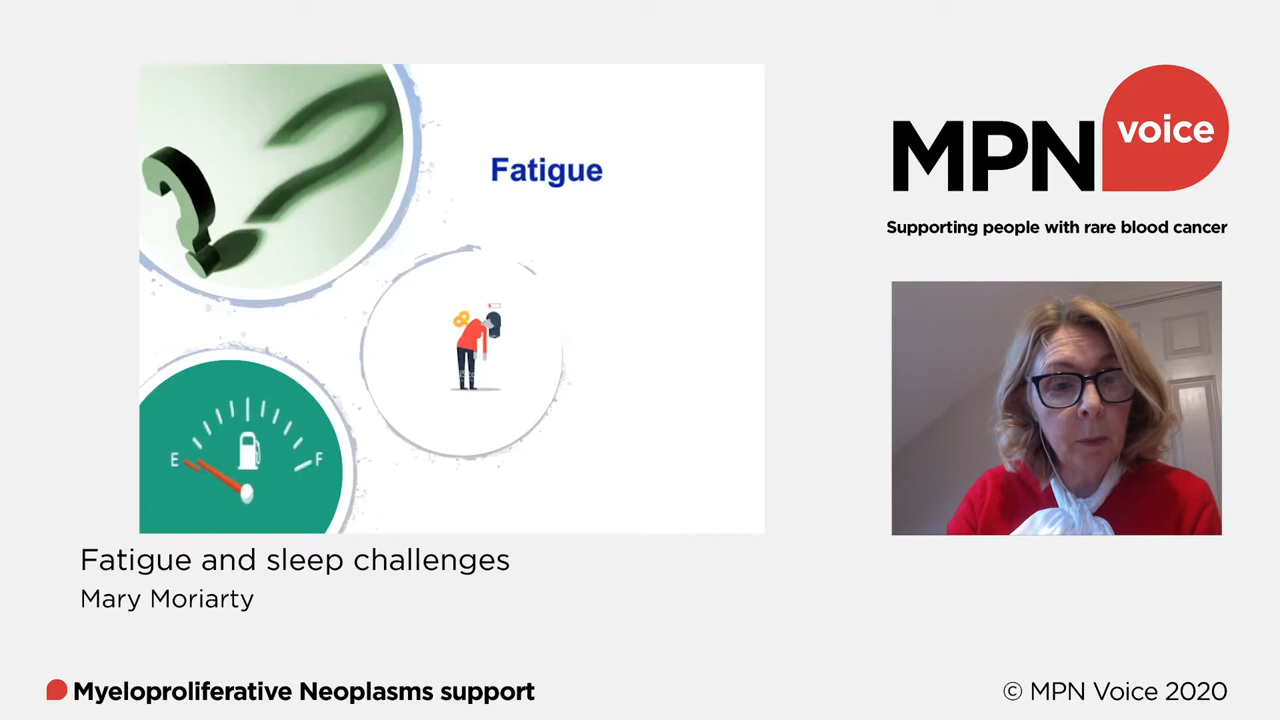 Fatigue
E
F
MPN
voice
Supporting people with rare blood cancer
Fatigue and sleep challenges
Mary Moriarty
Myeloproliferative Neoplasms support
© MPN Voice 2020